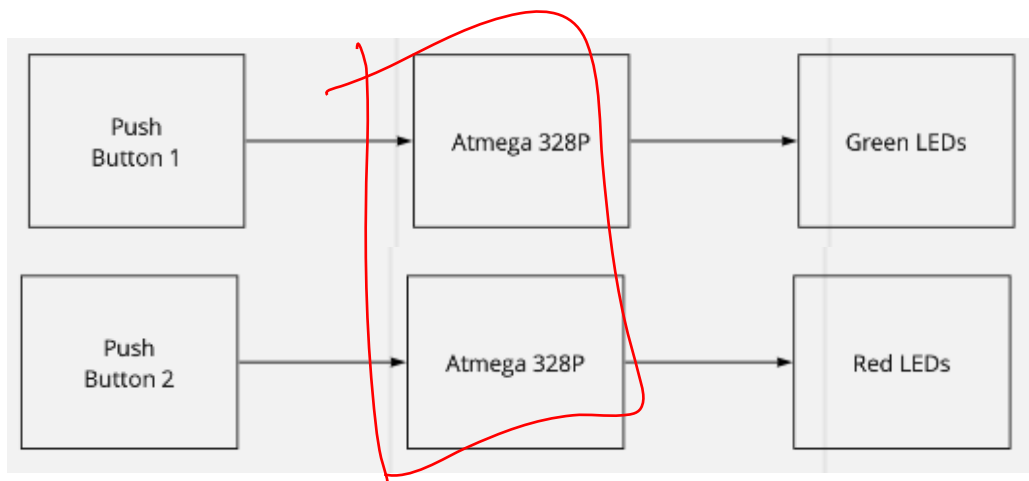 Push
Button 1
Atmega 328P
Green LEDs
Push
Button 2
Atmega 328P
Red LEDs